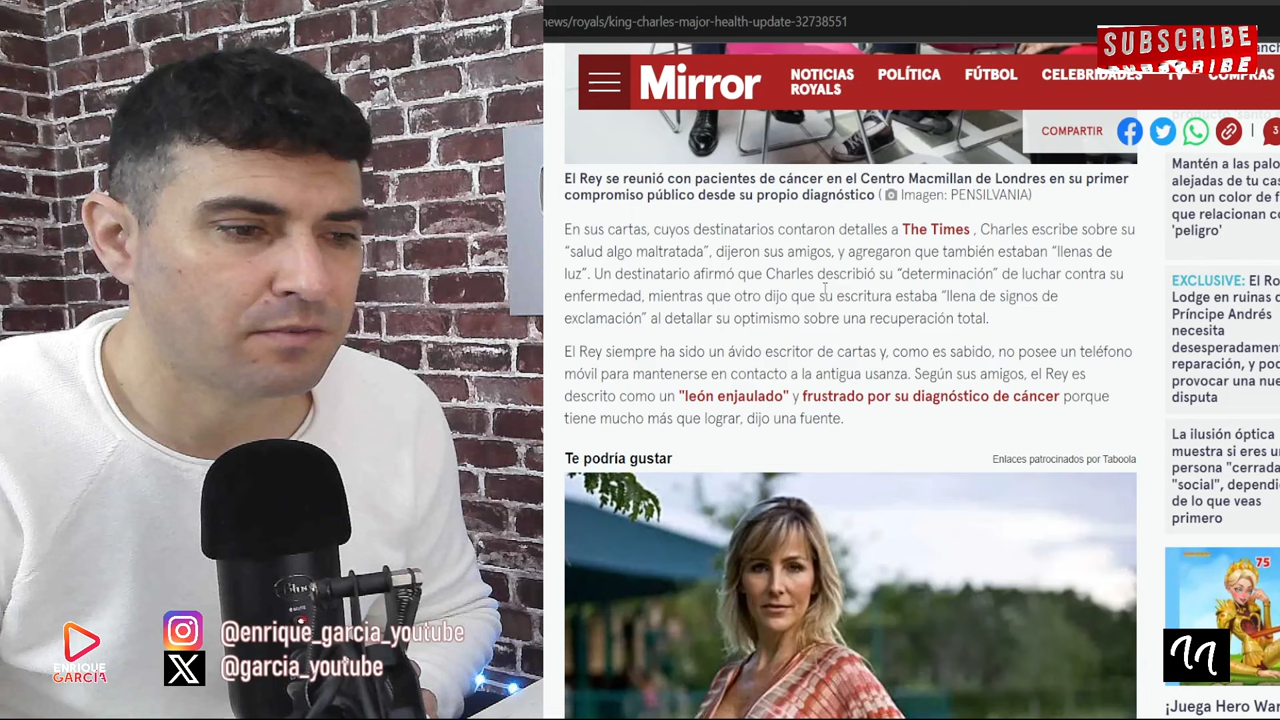 news/royals/king-charles-major-health-update-32738551
SUBSCRIBE
Mirror
NOTICIAS POLÍTICA FÚTBOL CELEBRIDADES TV COMPRAS
ROYALS
COMPARTIR
3
El Rey se reunió con pacientes de cáncer en el Centro Macmillan de Londres en su primer
compromiso público desde su propio diagnóstico ( Imagen: PENSILVANIA)
En sus cartas, cuyos destinatarios contaron detalles a The Times , Charles escribe sobre su
“salud algo maltratada”, dijeron sus amigos, y agregaron que también estaban “llenas de
luz”. Un destinatario afirmó que Charles describió su “determinación” de luchar contra su
enfermedad, mientras que otro dijo que su escritura estaba “llena de signos de
exclamación” al detallar su optimismo sobre una recuperación total.
El Rey siempre ha sido un ávido escritor de cartas y, como es sabido, no posee un teléfono
móvil para mantenerse en contacto a la antigua usanza. Según sus amigos, el Rey es
descrito como un "león enjaulado" y frustrado por su diagnóstico de cáncer porque
tiene mucho más que lograr, dijo una fuente.
Te podría gustar
Enlaces patrocinados por Taboola
Mantén a las palo
alejadas de tu cas
con un color de f
que relacionan co
'peligro'
EXCLUSIVE: El Ro
Lodge en ruinas d
Príncipe Andrés
necesita
desesperadament
reparación, y pod
provocar una nue
disputa
La ilusión óptica
muestra si eres un
persona "cerrada
"social", dependie
de lo que veas
primero
75
¡Juega Hero War
ENRIQUE
GARCIA
@enrique_garcia_youtube
@garcia_youtube